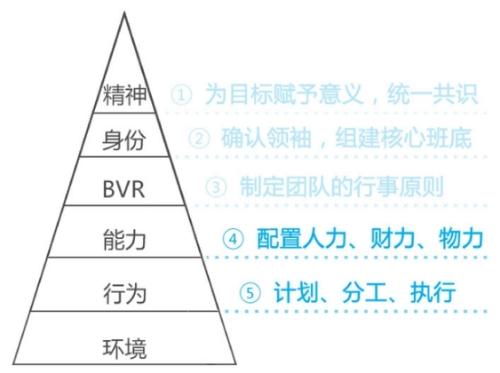 精神 ① 为目标赋予意义，统一共识
身份 ② 确认领袖，组建核心班底
BVR ③ 制定团队的行事原则
能力 ④ 配置人力、财力、物力
行为 ⑤ 计划、分工、执行
环境